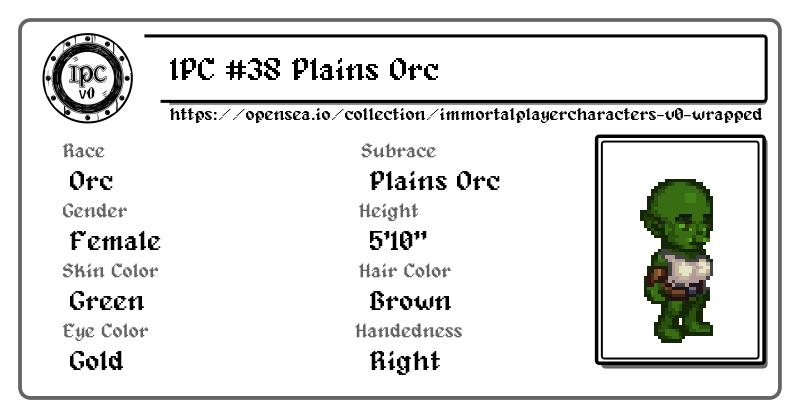 IPC
v0
IPC #38 Plains Orc
https://opensea.io/collection/immortalplayercharacters-v0-wrapped
Race
Subrace
Orc
Plains Orc
Gender
Height
Female
5'10"
Skin Color
Hair Color
Green
Brown
Eye Color
Handedness
Gold
Right